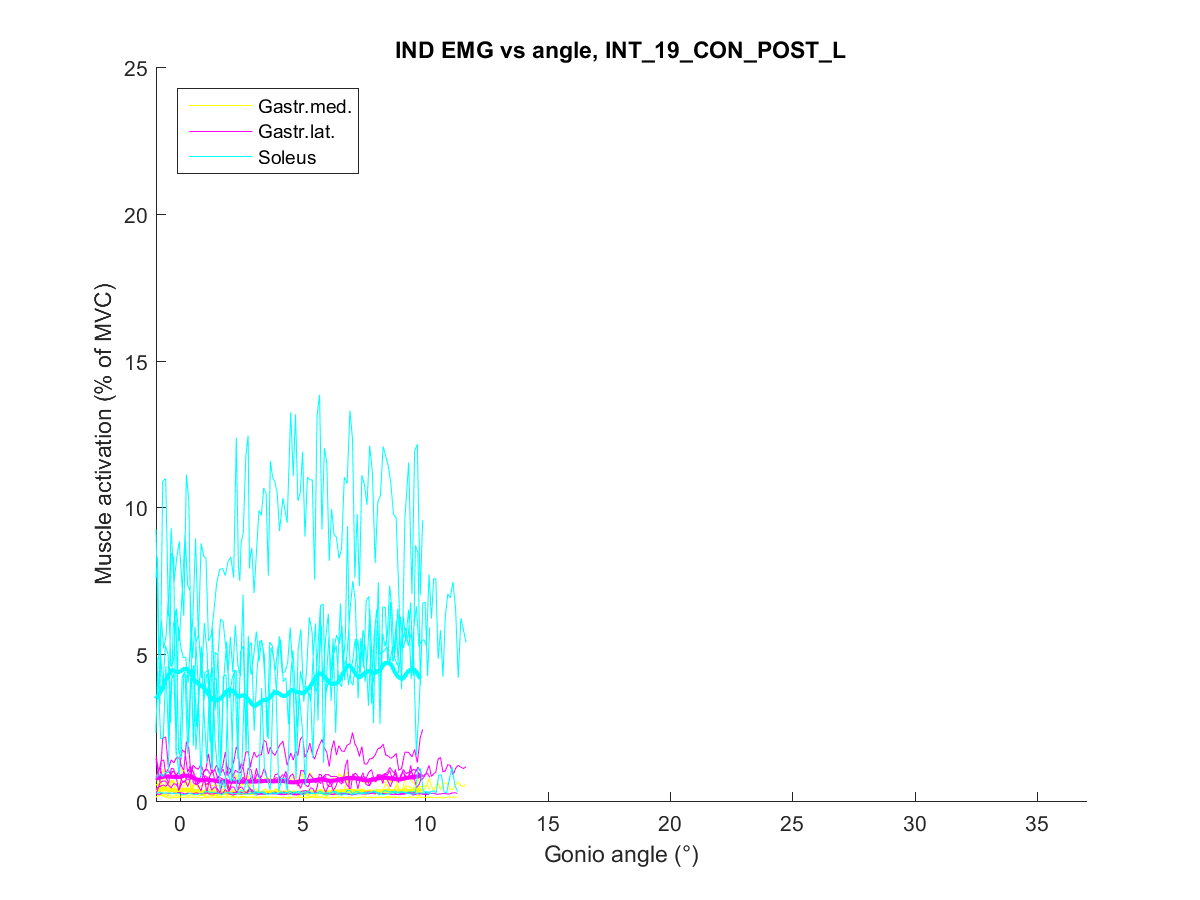 IND EMG vs angle, INT_19_CON_POST_L
25
20
15
10
5
0
Muscle activation (% of MVC)
Gastr.med.
Gastr.lat.
Soleus
0 5 10 15 20 25 30 35
Gonio angle (°)